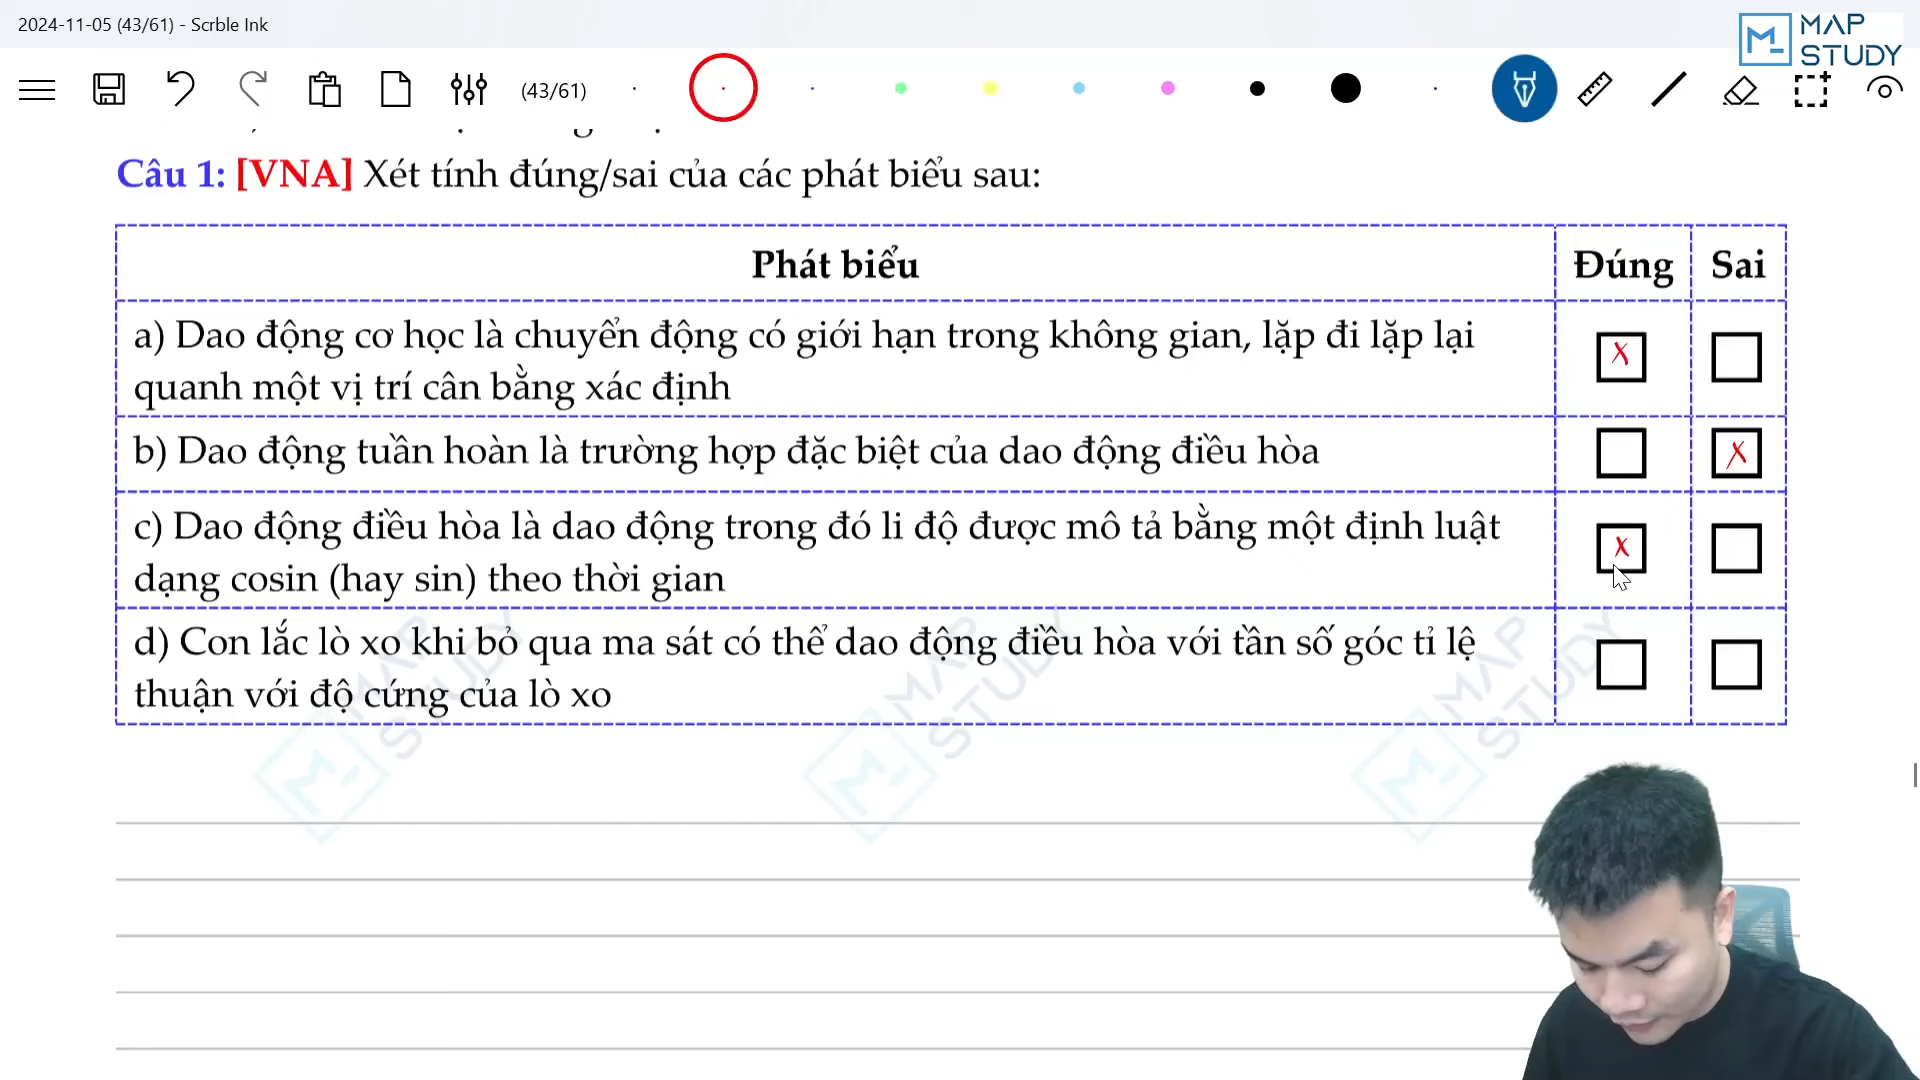 2024-11-05 (43/61) - Scrble Ink
MAP
STUDY
(43/61)
Câu 1: [VNA] Xét tính đúng/sai của các phát biểu sau:
Phát biểu
Đúng
Sai
a) Dao động cơ học là chuyển động có giới hạn trong không gian, lặp đi lặp lại
quanh một vị trí cân bằng xác định
X
b) Dao động tuần hoàn là trường hợp đặc biệt của dao động điều hòa
X
c) Dao động điều hòa là dao động trong đó li độ được mô tả bằng một định luật
dạng cosin (hay sin) theo thời gian
X
d) Con lắc lò xo khi bỏ qua ma sát có thể dao động điều hòa với tần số góc tỉ lệ
thuận với độ cứng của lò xo
MAP
STUDY
MAP
STUDY
MAP
STUDY